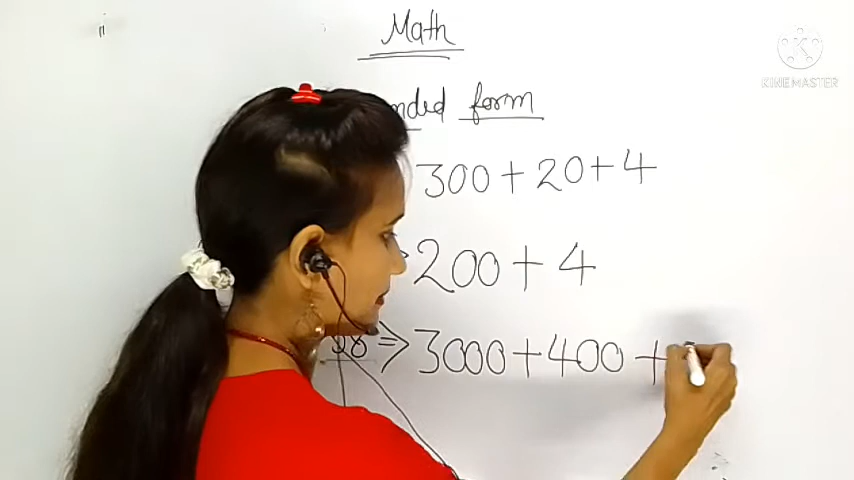 Math
form
300 + 20 + 4
200 + 4
=> 3000 + 400 +
KINEMASTER